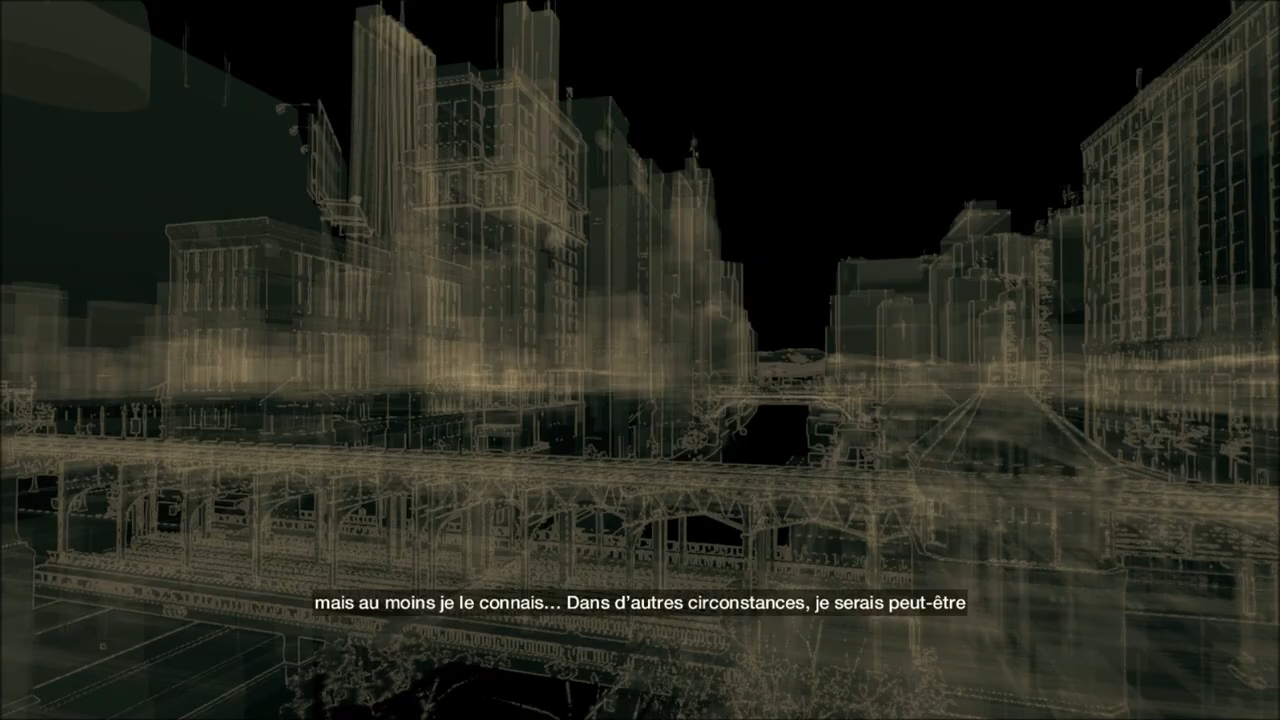 mais au moins je le connais… Dans d’autres circonstances, je serais peut-être